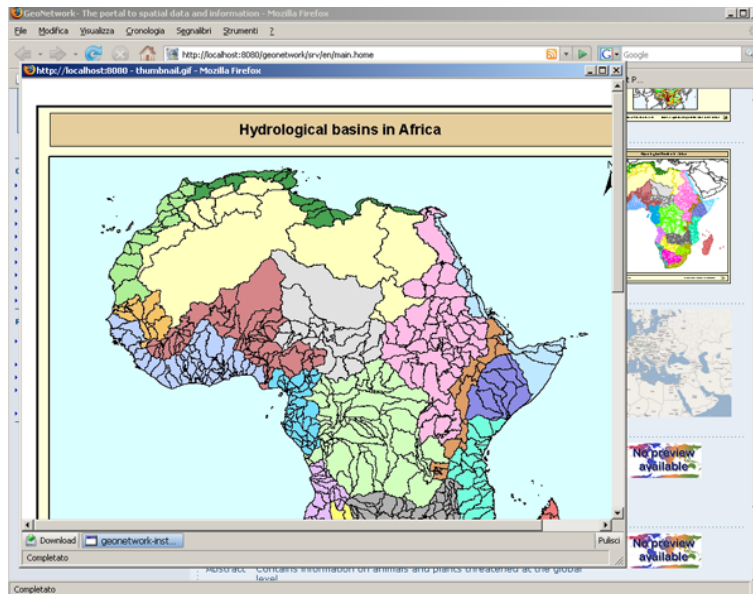 GeoNetwork- The portal to spatial data and information - Mozilla Firefox
File Modifica Visualizza Cronologia Segnalibri Strumenti ?
http://localhost:8080/geonetwork/srv/en/main.home
Google
http://localhost:8080 - thumbnail.gif - Mozilla Firefox
Hydrological basins in Africa
No preview
available
Download geonetwork-inst... Pulisci
Completato
No preview
available
Abstract Contains information on animals and plants threatened at the global
level
Completato